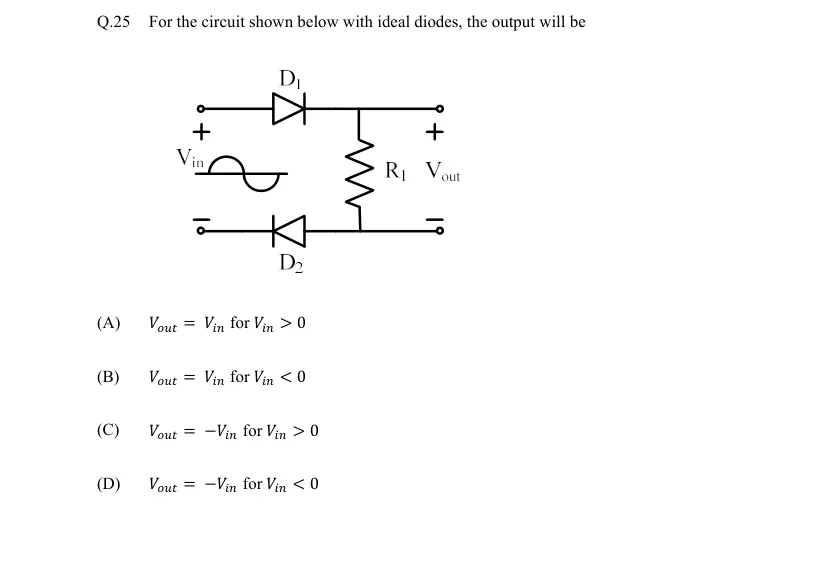 Q.25 For the circuit shown below with ideal diodes, the output will be
D₁
+ +
Vin R₁ Vout
− −
D₂
(A) Vout = Vin for Vin > 0
(B) Vout = Vin for Vin < 0
(C) Vout = −Vin for Vin > 0
(D) Vout = −Vin for Vin < 0